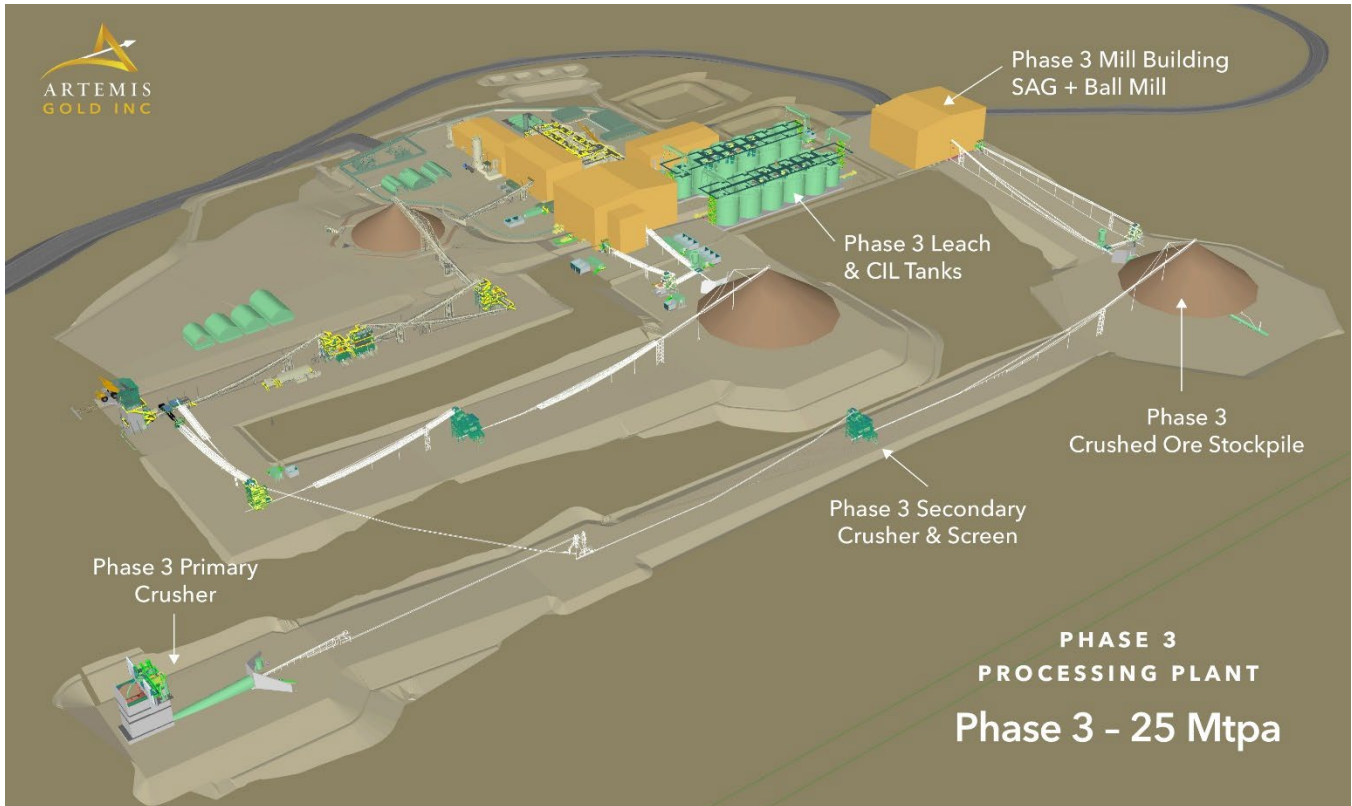 ARTEMIS
GOLD INC
Phase 3 Mill Building
SAG + Ball Mill
Phase 3 Leach
& CIL Tanks
Phase 3
Crushed Ore Stockpile
Phase 3 Secondary
Crusher & Screen
Phase 3 Primary
Crusher
PHASE 3
PROCESSING PLANT
Phase 3 – 25 Mtpa